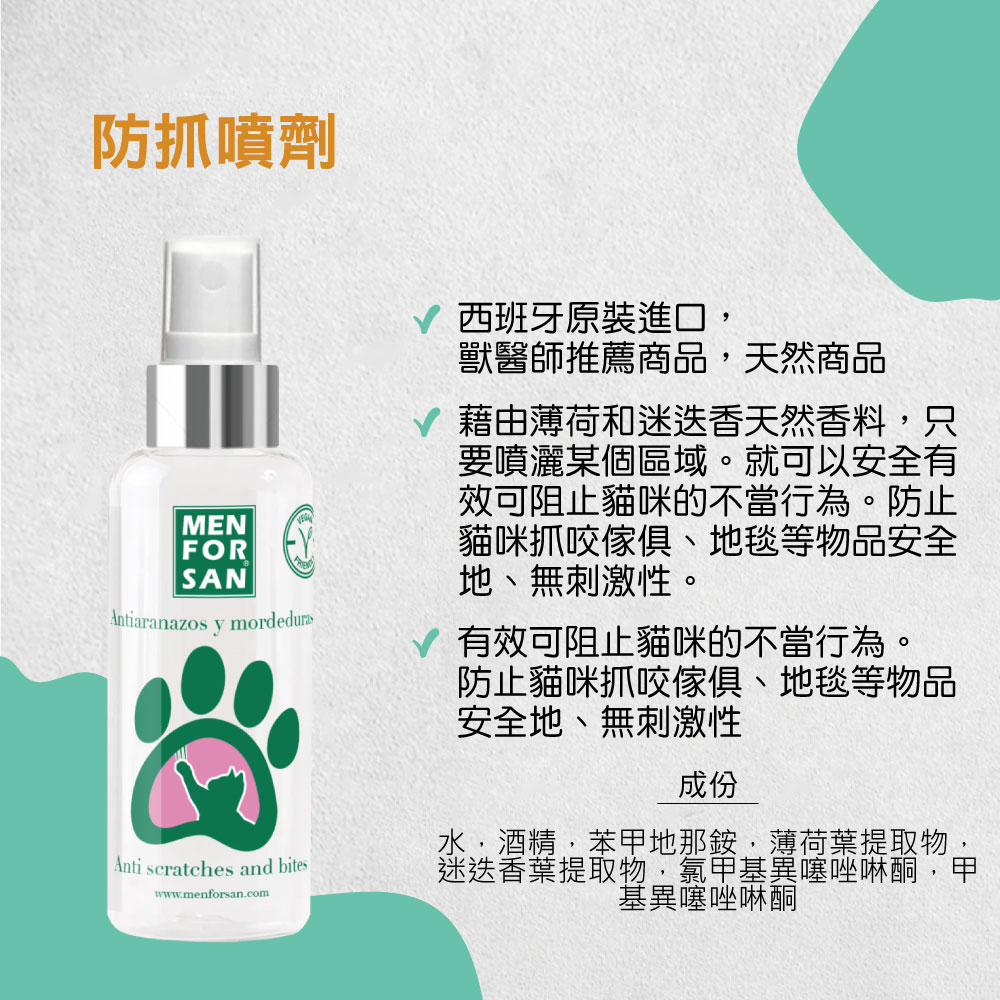 防抓噴劑
西班牙原裝進口，
獸醫師推薦商品，天然商品
藉由薄荷和迷迭香天然香料，只
要噴灑某個區域。就可以安全有
效可阻止貓咪的不當行為。防止
貓咪抓咬傢俱、地毯等物品安全
地、無刺激性。
有效可阻止貓咪的不當行為。
防止貓咪抓咬傢俱、地毯等物品
安全地、無刺激性
成份
水，酒精，苯甲地那銨，薄荷葉提取物，
迷迭香葉提取物，氯甲基異噻唑啉酮，甲
基異噻唑啉酮
MEN
FOR
SAN®
Antiaranazos y mordeduras
Anti scratches and bites
www.menforsan.com